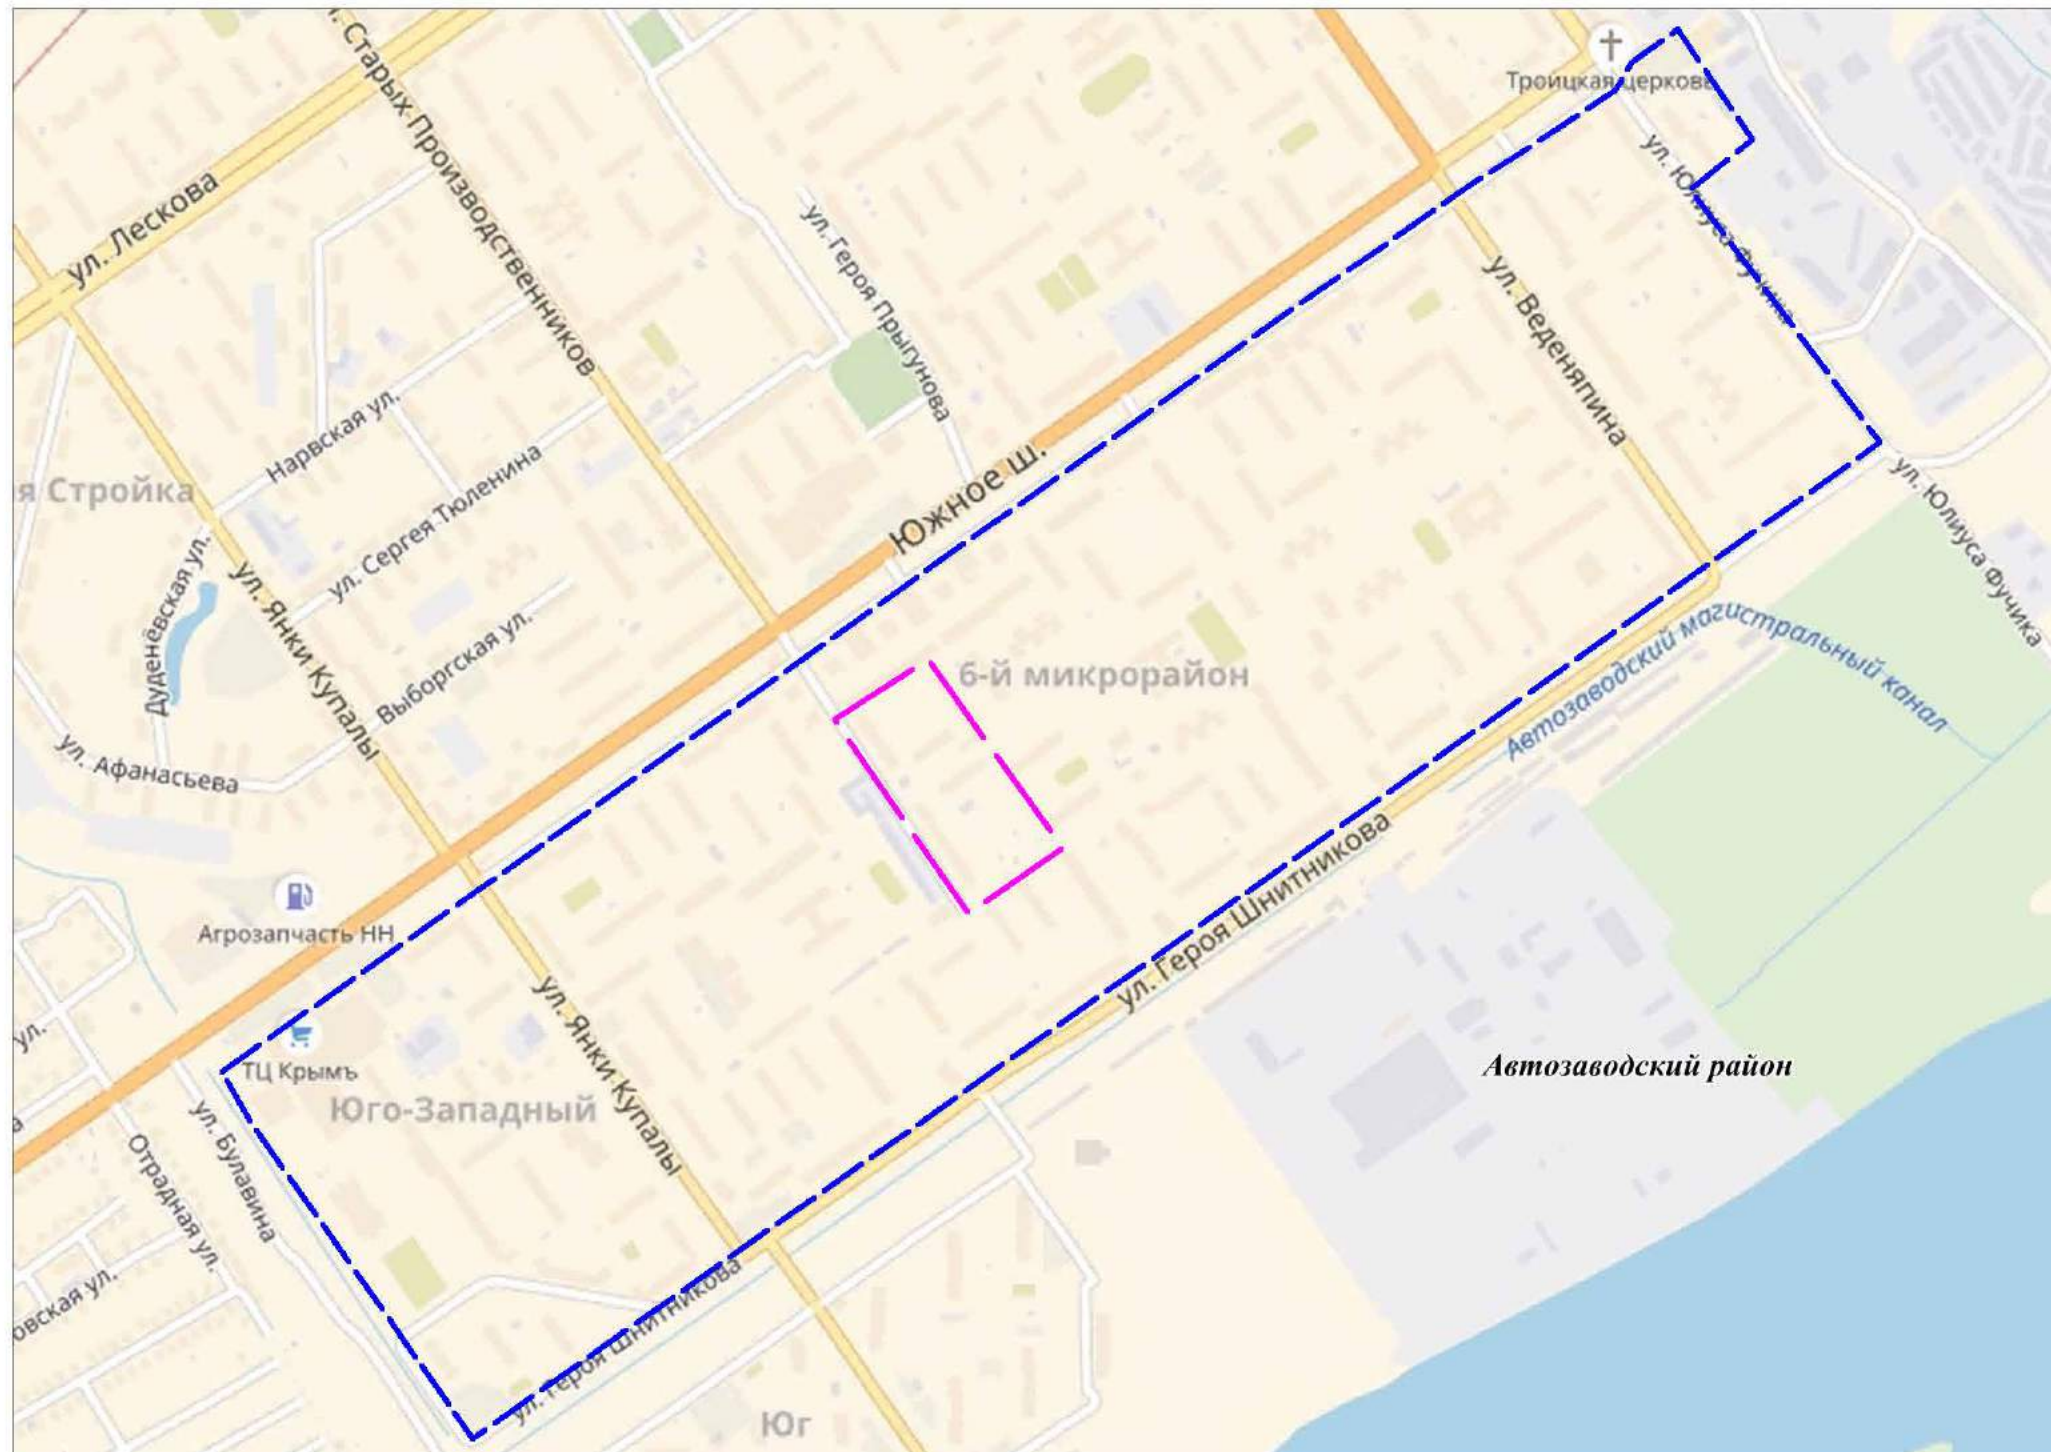 ул. Старых Производственников
Троицкая церковь
ул. Лескова
ул. Юлиуса Фучика
ул. Героя Прыгунова
ул. Веденяпина
Нарвская ул.
я Стройка
ул. Сергея Тюленина
Южное ш.
ул. Юлиуса Фучика
Дуденёвская ул.
ул. Янки Купалы
Выборгская ул.
6-й микрорайон
Автозаводский магистральный канал
ул. Афанасьева
ул. Героя Шнитникова
Агрозапчасть НН
ул.
ул. Янки Купалы
ТЦ Крымъ
Автозаводский район
Юго-Западный
а
ул. Булавина
Отрадная ул.
овская ул.
ул. Героя Шнитникова
Юг